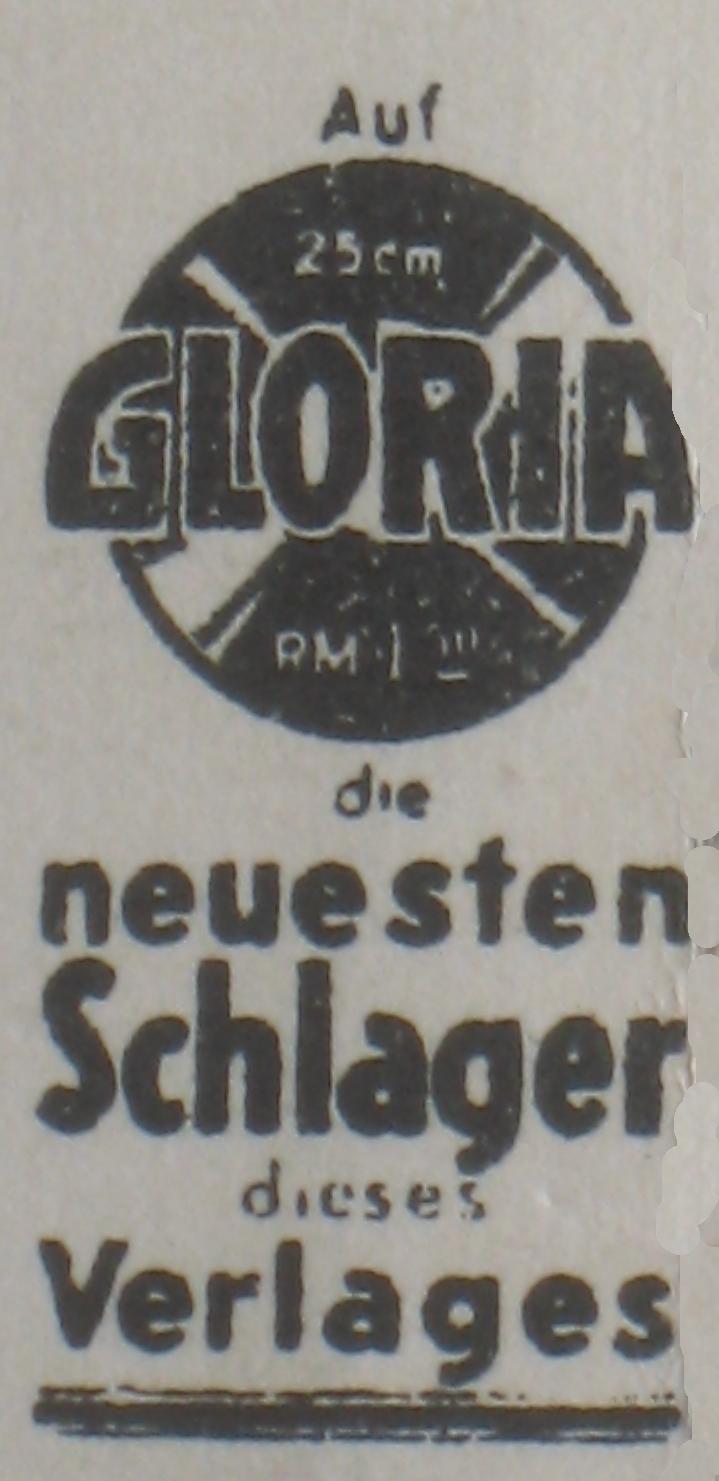 Auf
25cm
GLORIA
RM 1
die
neuesten
Schlager
dieses
Verlages